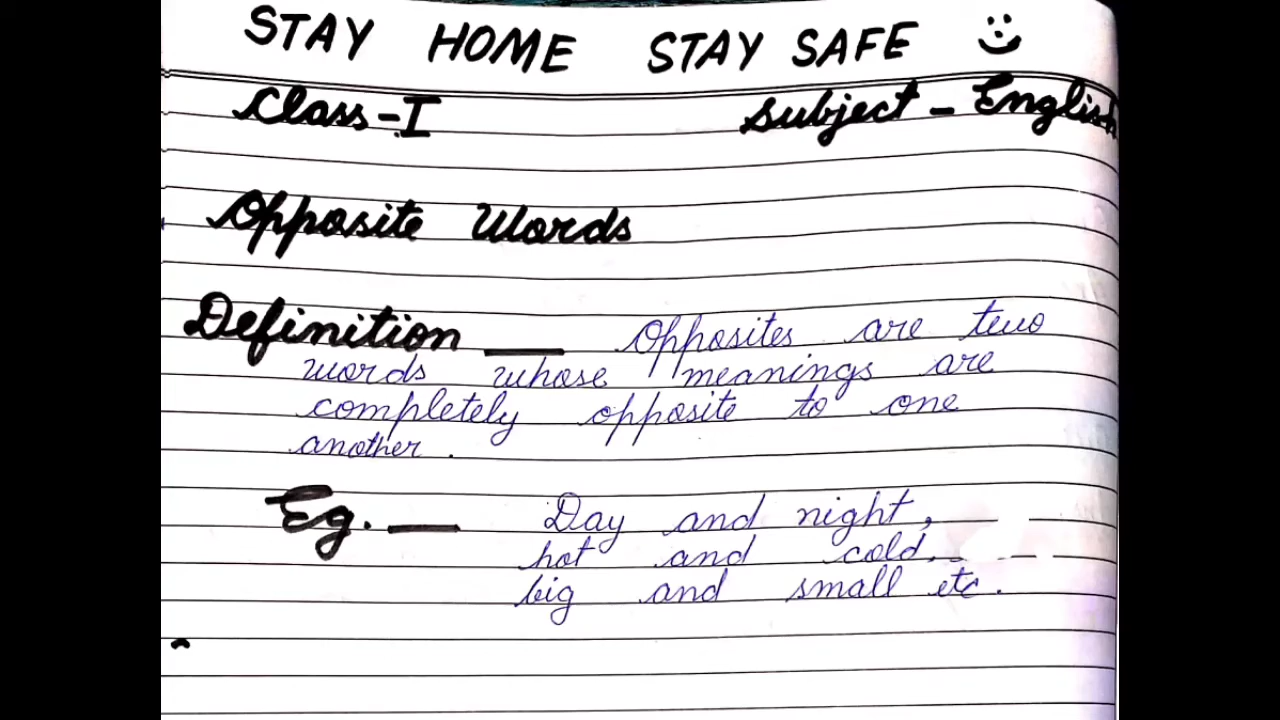 STAY HOME STAY SAFE
Class-I Subject - English
Opposite Words
Definition — Opposites are two
words whose meanings are
completely opposite to one
another.
Eg. — Day and night,
hot and cold,
big and small etc.